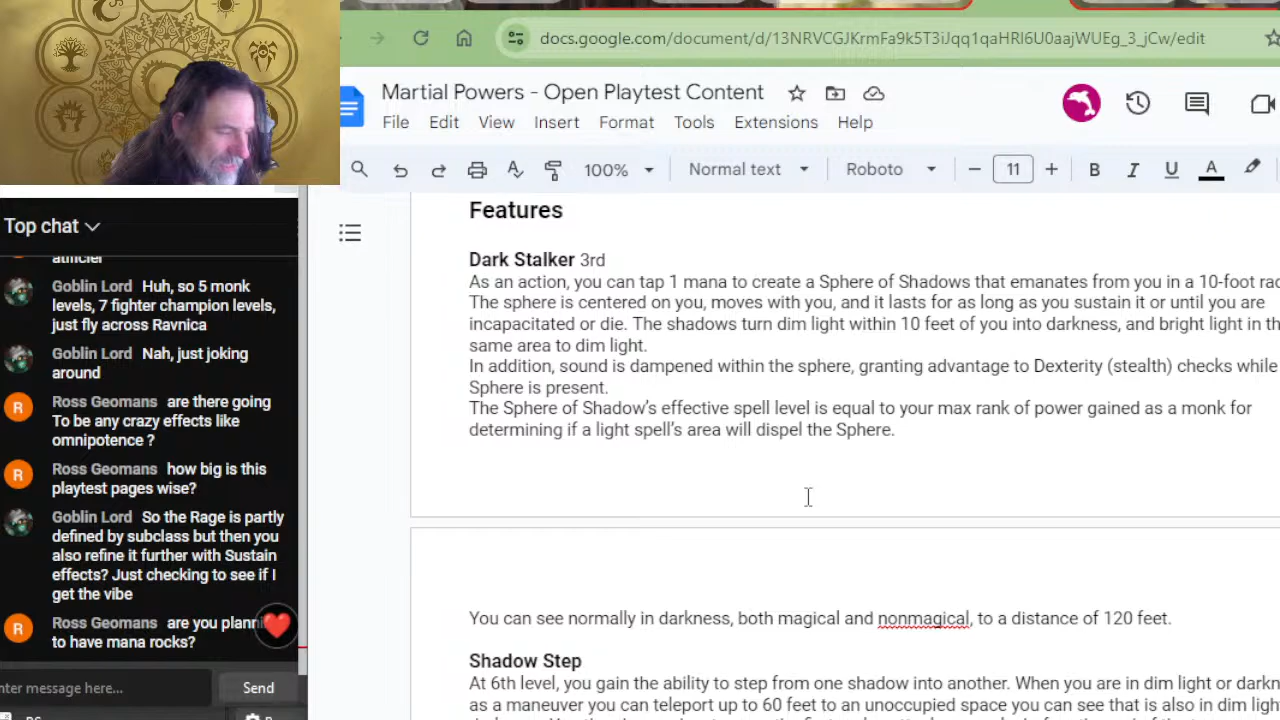 docs.google.com/document/d/13NRVCGJKrmFa9k5T3iJqq1qaHRl6U0aajWUEg_3_jCw/edit
Martial Powers - Open Playtest Content
File Edit View Insert Format Tools Extensions Help
100% Normal text Roboto 11 B I U A
Top chat
Goblin Lord Huh, so 5 monk
levels, 7 fighter champion levels,
just fly across Ravnica
Goblin Lord Nah, just joking
around
Ross Geomans are there going
To be any crazy effects like
omnipotence ?
Ross Geomans how big is this
playtest pages wise?
Goblin Lord So the Rage is partly
defined by subclass but then you
also refine it further with Sustain
effects? Just checking to see if I
get the vibe
Ross Geomans are you
to have mana rocks?
message here...
Send
Features
Dark Stalker 3rd
As an action, you can tap 1 mana to create a Sphere of Shadows that emanates from you in a 10-foot
The sphere is centered on you, moves with you, and it lasts for as long as you sustain it or until you are
incapacitated or die. The shadows turn dim light within 10 feet of you into darkness, and bright light in
same area to dim light.
In addition, sound is dampened within the sphere, granting advantage to Dexterity (stealth) checks while
Sphere is present.
The Sphere of Shadow's effective spell level is equal to your max rank of power gained as a monk for
determining if a light spell's area will dispel the Sphere.
You can see normally in darkness, both magical and nonmagical, to a distance of 120 feet.
Shadow Step
At 6th level, you gain the ability to step from one shadow into another. When you are in dim light or
as a maneuver you can teleport up to 60 feet to an unoccupied space you can see that is also in dim light